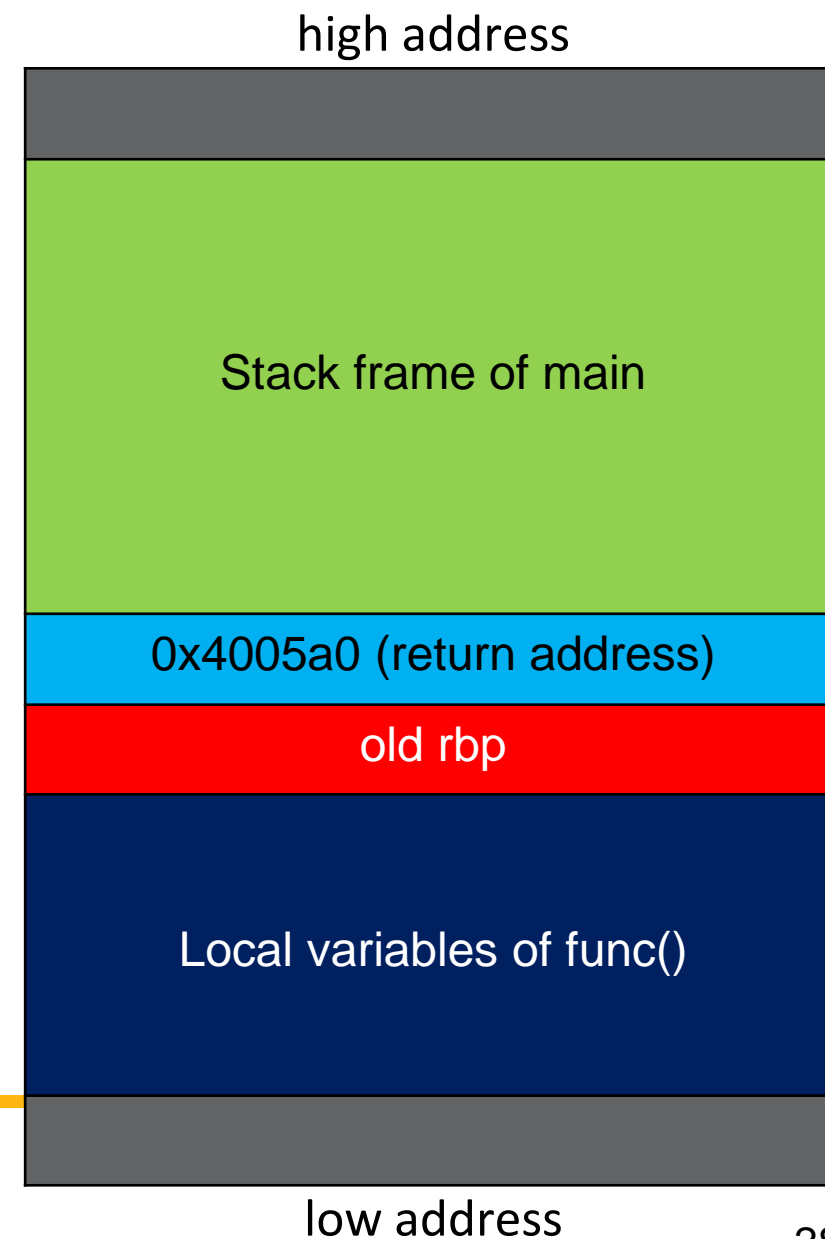 high address
Stack frame of main
0x4005a0 (return address)
old rbp
Local variables of func()
low address